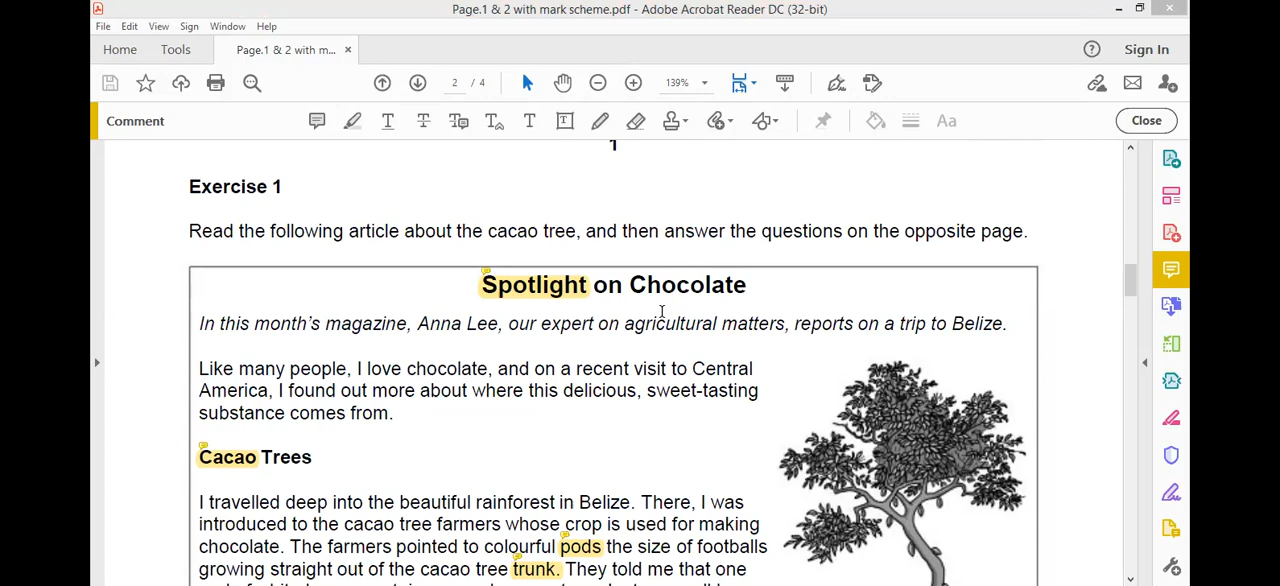 Page.1 & 2 with mark scheme.pdf - Adobe Acrobat Reader DC (32-bit)
File Edit View Sign Window Help
Home Tools Page.1 & 2 with m... × Sign In
2 / 4 139%
Comment Close
1
Exercise 1
Read the following article about the cacao tree, and then answer the questions on the opposite page.
Spotlight on Chocolate
In this month's magazine, Anna Lee, our expert on agricultural matters, reports on a trip to Belize.
Like many people, I love chocolate, and on a recent visit to Central
America, I found out more about where this delicious, sweet-tasting
substance comes from.
Cacao Trees
I travelled deep into the beautiful rainforest in Belize. There, I was
introduced to the cacao tree farmers whose crop is used for making
chocolate. The farmers pointed to colourful pods the size of footballs
growing straight out of the cacao tree trunk. They told me that one